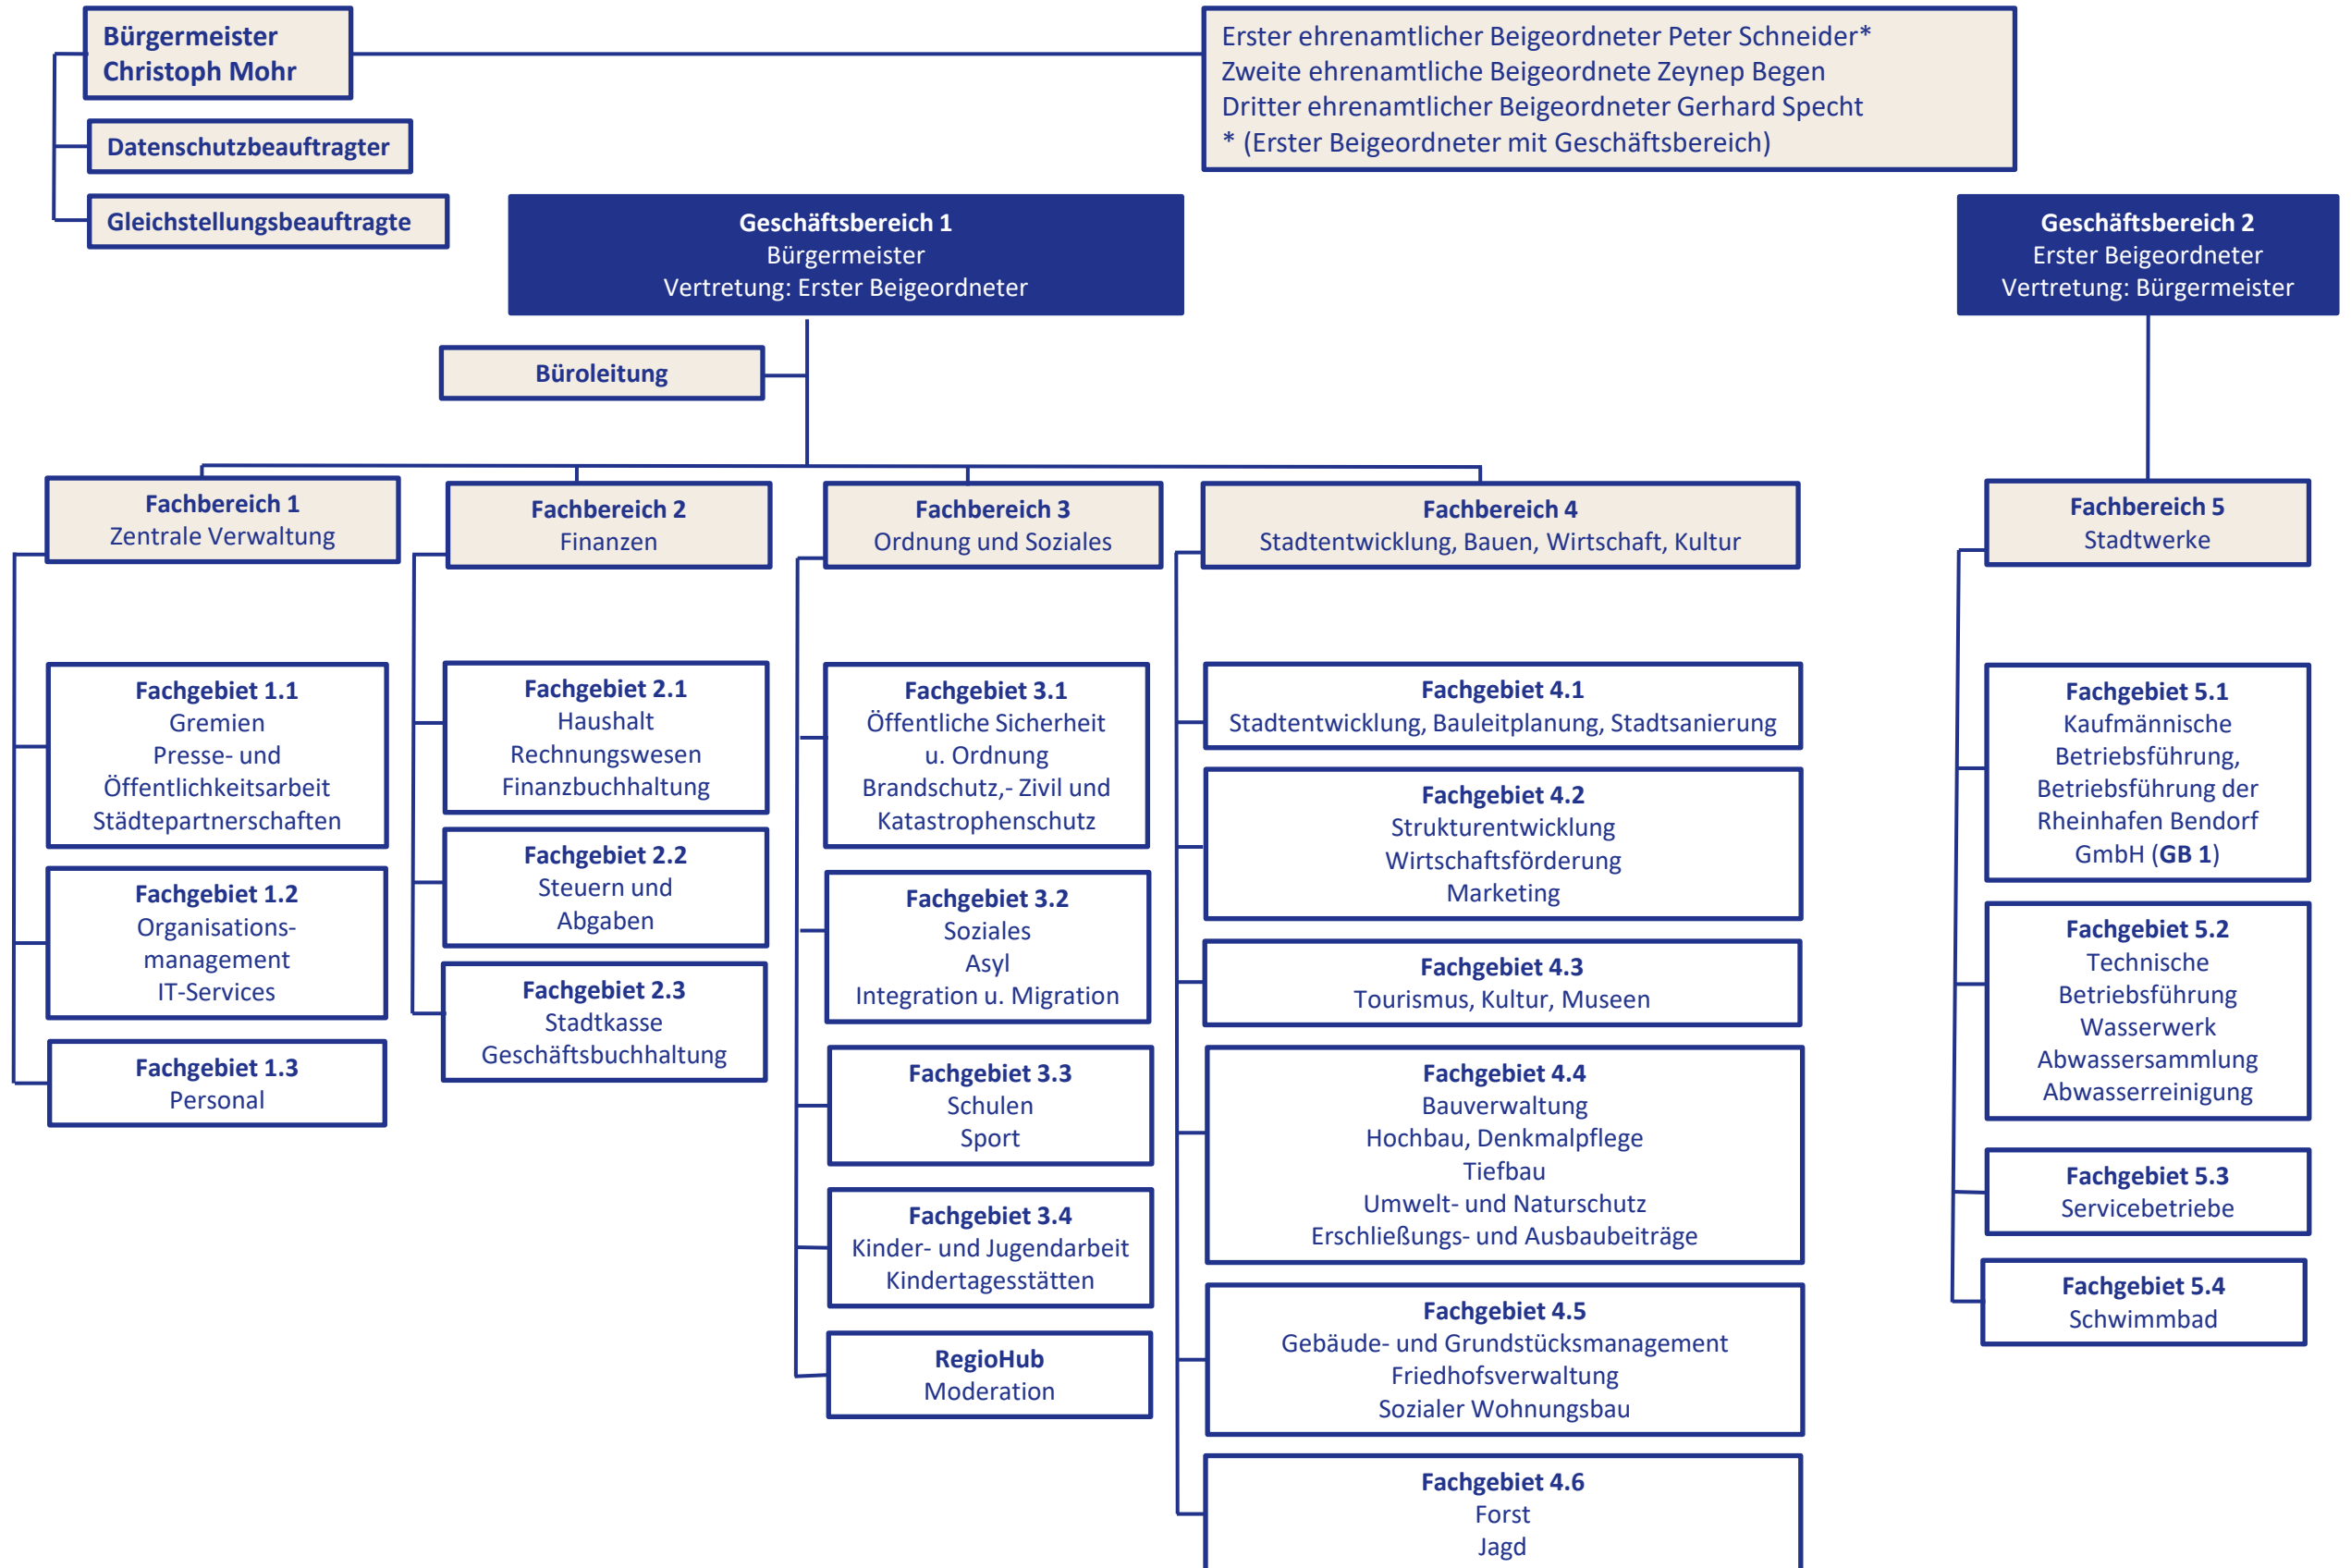 Bürgermeister
Christoph Mohr
Erster ehrenamtlicher Beigeordneter Peter Schneider*
Zweite ehrenamtliche Beigeordnete Zeynep Begen
Dritter ehrenamtlicher Beigeordneter Gerhard Specht
* (Erster Beigeordneter mit Geschäftsbereich)
Datenschutzbeauftragter
Gleichstellungsbeauftragte
Geschäftsbereich 1
Bürgermeister
Vertretung: Erster Beigeordneter
Geschäftsbereich 2
Erster Beigeordneter
Vertretung: Bürgermeister
Büroleitung
Fachbereich 1
Zentrale Verwaltung
Fachgebiet 1.1
Gremien
Presse- und
Öffentlichkeitsarbeit
Städtepartnerschaften
Fachgebiet 1.2
Organisations-
management
IT-Services
Fachgebiet 1.3
Personal
Fachbereich 2
Finanzen
Fachgebiet 2.1
Haushalt
Rechnungswesen
Finanzbuchhaltung
Fachgebiet 2.2
Steuern und
Abgaben
Fachgebiet 2.3
Stadtkasse
Geschäftsbuchhaltung
Fachbereich 3
Ordnung und Soziales
Fachgebiet 3.1
Öffentliche Sicherheit
u. Ordnung
Brandschutz,- Zivil und
Katastrophenschutz
Fachgebiet 3.2
Soziales
Asyl
Integration u. Migration
Fachgebiet 3.3
Schulen
Sport
Fachgebiet 3.4
Kinder- und Jugendarbeit
Kindertagesstätten
RegioHub
Moderation
Fachbereich 4
Stadtentwicklung, Bauen, Wirtschaft, Kultur
Fachgebiet 4.1
Stadtentwicklung, Bauleitplanung, Stadtsanierung
Fachgebiet 4.2
Strukturentwicklung
Wirtschaftsförderung
Marketing
Fachgebiet 4.3
Tourismus, Kultur, Museen
Fachgebiet 4.4
Bauverwaltung
Hochbau, Denkmalpflege
Tiefbau
Umwelt- und Naturschutz
Erschließungs- und Ausbaubeiträge
Fachgebiet 4.5
Gebäude- und Grundstücksmanagement
Friedhofsverwaltung
Sozialer Wohnungsbau
Fachgebiet 4.6
Forst
Jagd
Fachbereich 5
Stadtwerke
Fachgebiet 5.1
Kaufmännische
Betriebsführung,
Betriebsführung der
Rheinhafen Bendorf
GmbH (GB 1)
Fachgebiet 5.2
Technische
Betriebsführung
Wasserwerk
Abwassersammlung
Abwasserreinigung
Fachgebiet 5.3
Servicebetriebe
Fachgebiet 5.4
Schwimmbad